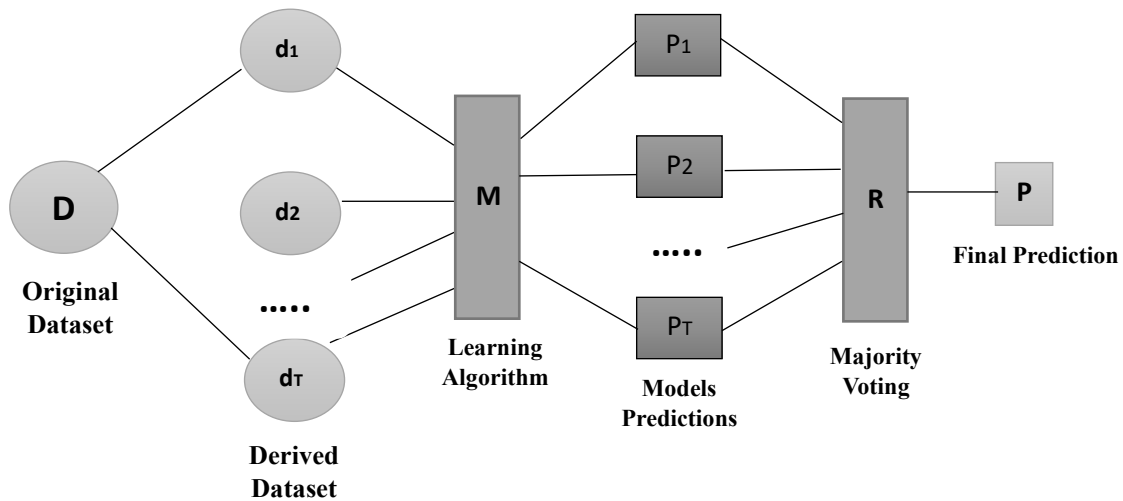 D
Original
Dataset
d1
d2
.....
dT
Derived
Dataset
M
Learning
Algorithm
P1
P2
.....
PT
Models
Predictions
R
Majority
Voting
P
Final Prediction